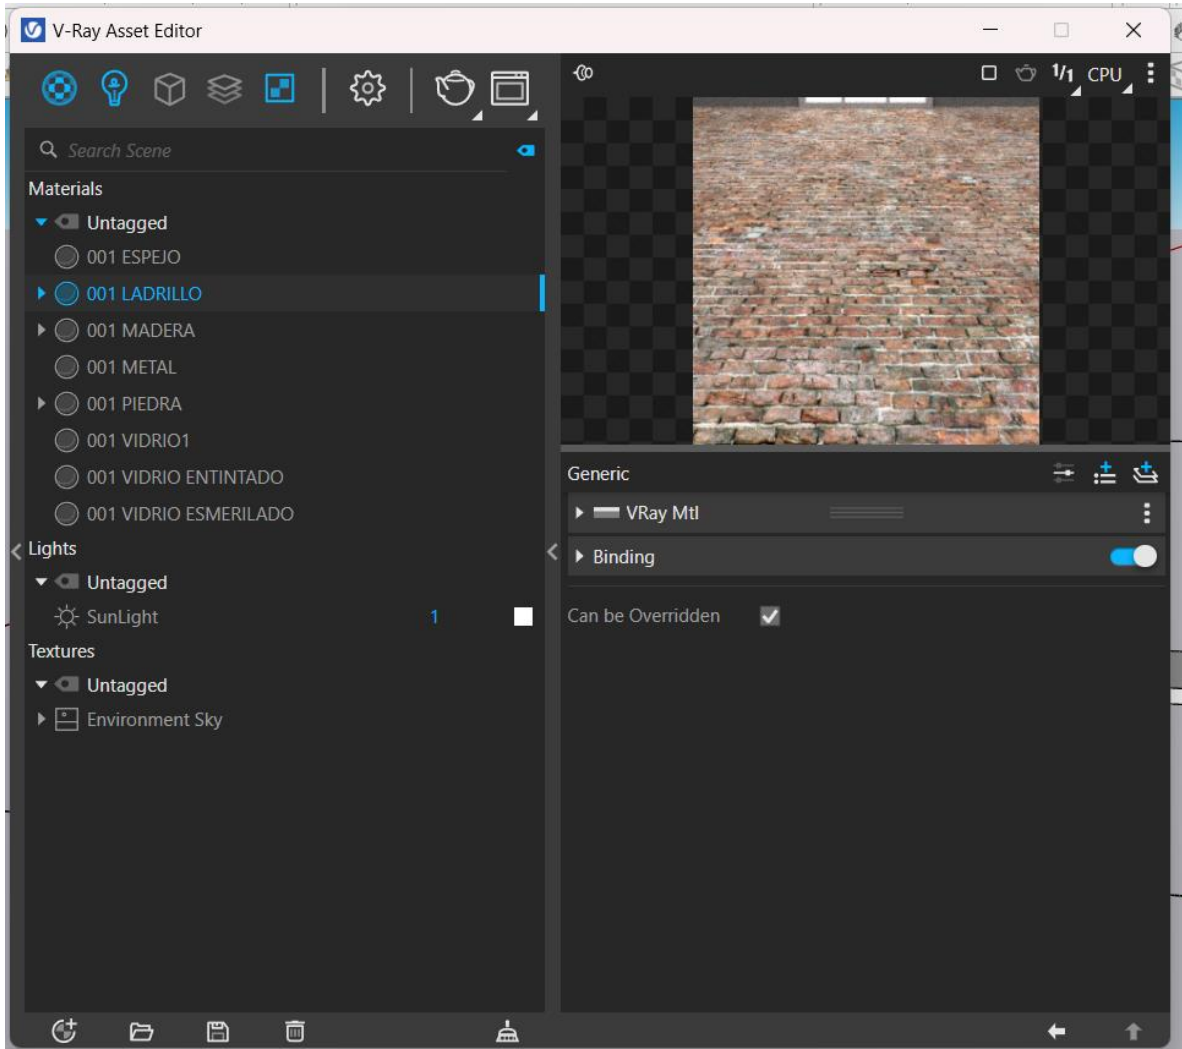 V-Ray Asset Editor
1/1 CPU
Search Scene
Materials
Untagged
001 ESPEJO
001 LADRILLO
001 MADERA
001 METAL
001 PIEDRA
001 VIDRIO1
001 VIDRIO ENTINTADO
001 VIDRIO ESMERILADO
Lights
Untagged
SunLight 1
Textures
Untagged
Environment Sky
Generic
VRay Mtl
Binding
Can be Overridden